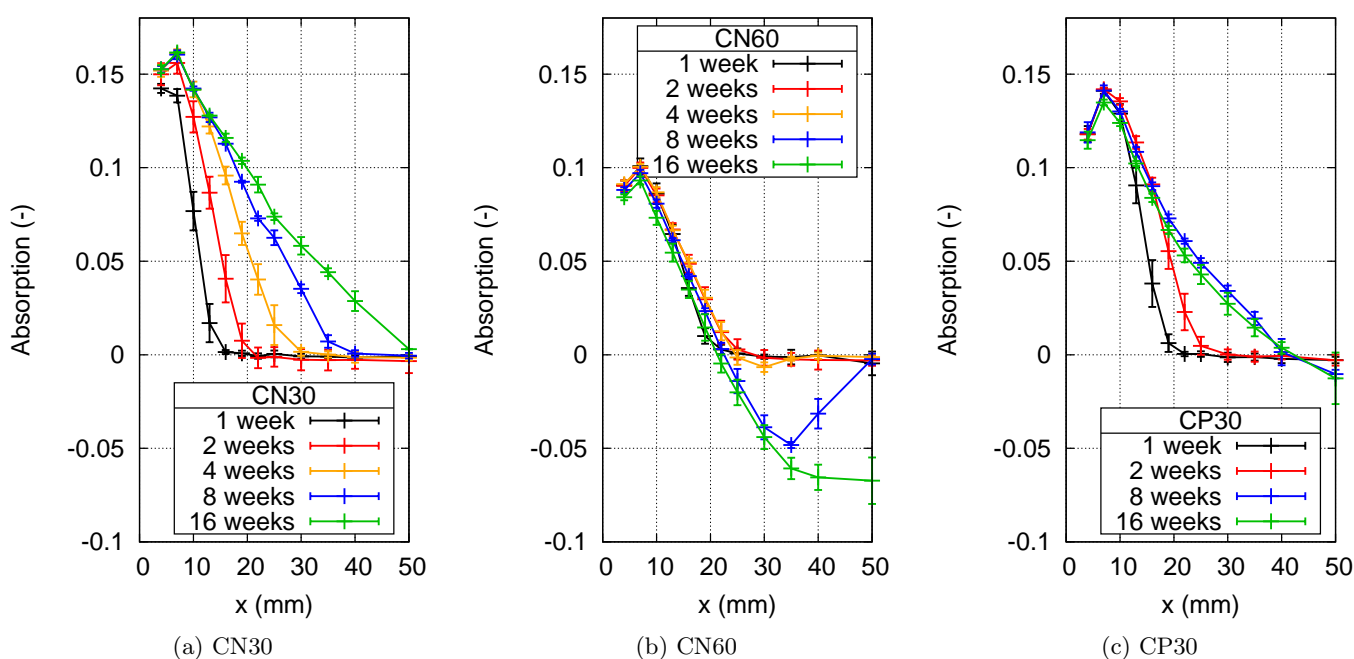 Absorption (-)
0.15
0.1
0.05
0
-0.05
-0.1
CN30
1 week
2 weeks
4 weeks
8 weeks
16 weeks
0 10 20 30 40 50
x (mm)
(a) CN30
Absorption (-)
0.15
0.1
0.05
0
-0.05
-0.1
CN60
1 week
2 weeks
4 weeks
8 weeks
16 weeks
0 10 20 30 40 50
x (mm)
(b) CN60
Absorption (-)
0.15
0.1
0.05
0
-0.05
-0.1
CP30
1 week
2 weeks
8 weeks
16 weeks
0 10 20 30 40 50
x (mm)
(c) CP30